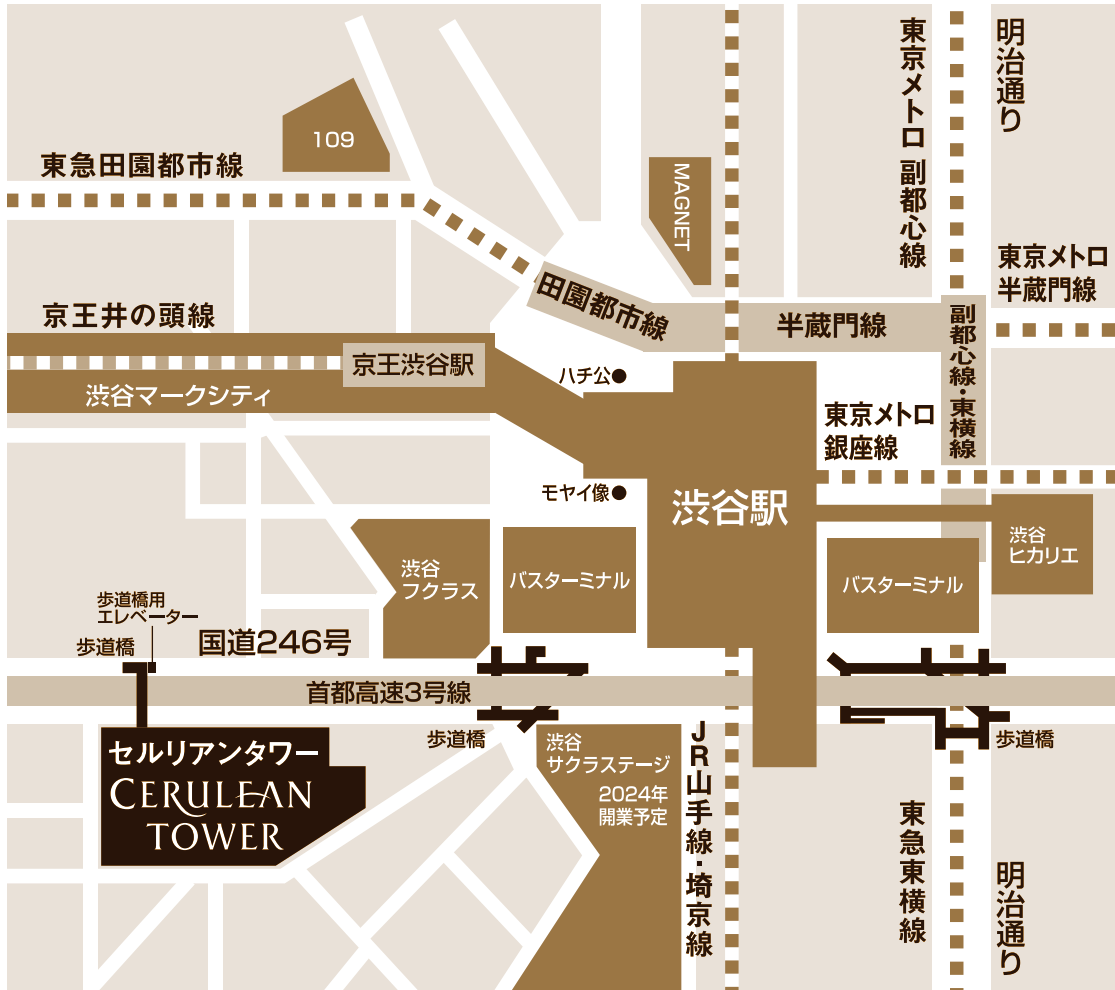 東京メトロ 副都心線
明治通り
109
東急田園都市線
MAGNET
東京メトロ
半蔵門線
田園都市線
半蔵門線
京王井の頭線
副都心線・東横線
京王渋谷駅
ハチ公
渋谷マークシティ
東京メトロ
銀座線
モヤイ像
渋谷駅
渋谷
ヒカリエ
渋谷
フクラス
バスターミナル
バスターミナル
歩道橋用
エレベーター
歩道橋
国道246号
首都高速3号線
歩道橋
歩道橋
セルリアンタワー
CERULEAN
TOWER
渋谷
サクラステージ
2024年
開業予定
JR山手線・埼京線
東急東横線
明治通り